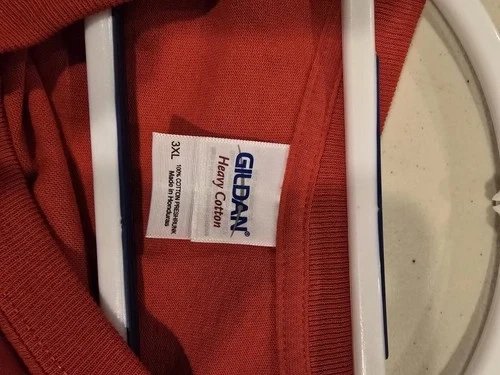 GILDAN®
Heavy Cotton
3XL
100% COTTON PRESHRUNK
Made in Honduras